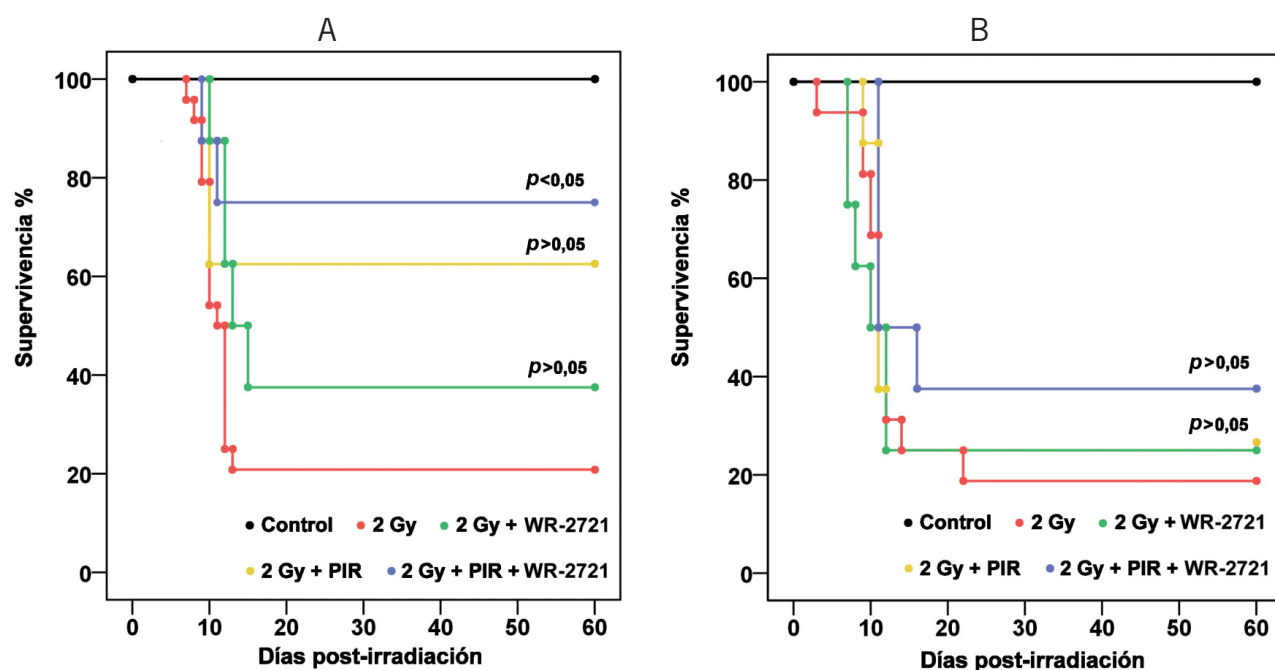 A
Supervivencia %
100
80
60
40
20
0
p<0,05
p>0,05
p>0,05
Control 2 Gy 2 Gy + WR-2721
2 Gy + PIR 2 Gy + PIR + WR-2721
0 10 20 30 40 50 60
Días post-irradiación
B
Supervivencia %
100
80
60
40
20
0
p>0,05
p>0,05
Control 2 Gy 2 Gy + WR-2721
2 Gy + PIR 2 Gy + PIR + WR-2721
0 10 20 30 40 50 60
Días post-irradiación